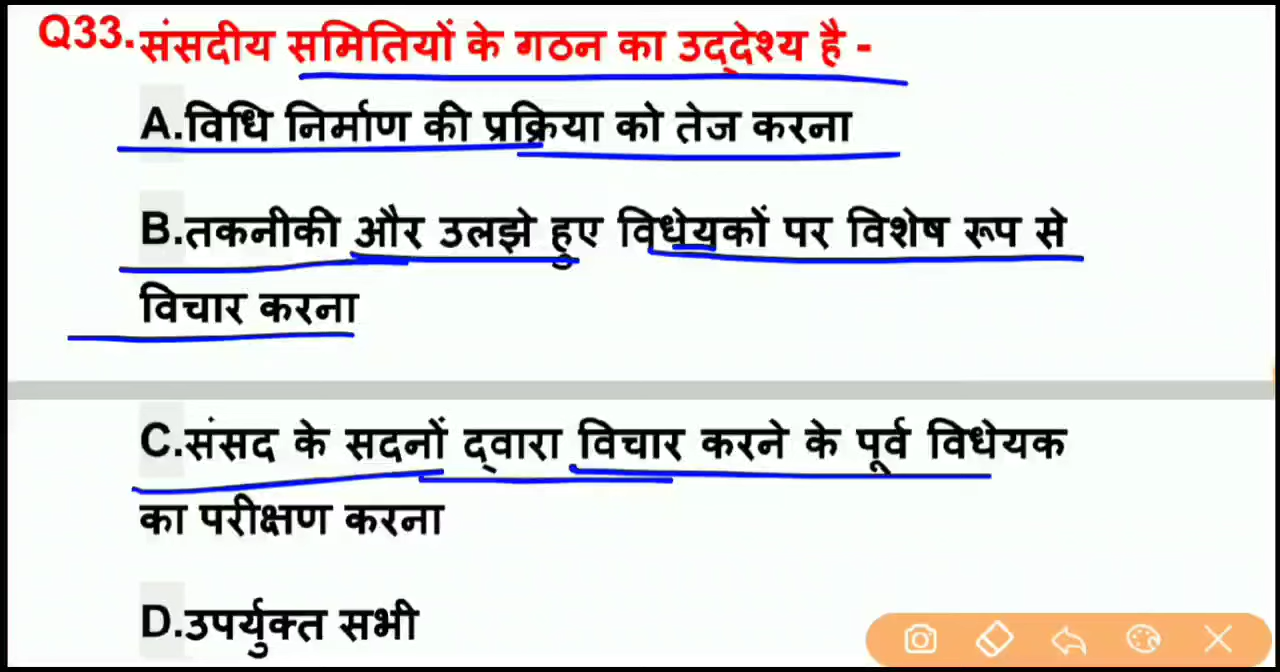 Q33.संसदीय समितियों के गठन का उद्देश्य है -
A.विधि निर्माण की प्रक्रिया को तेज करना
B.तकनीकी और उलझे हुए विधेयकों पर विशेष रूप से
विचार करना
C.संसद के सदनों द्वारा विचार करने के पूर्व विधेयक
का परीक्षण करना
D.उपर्युक्त सभी